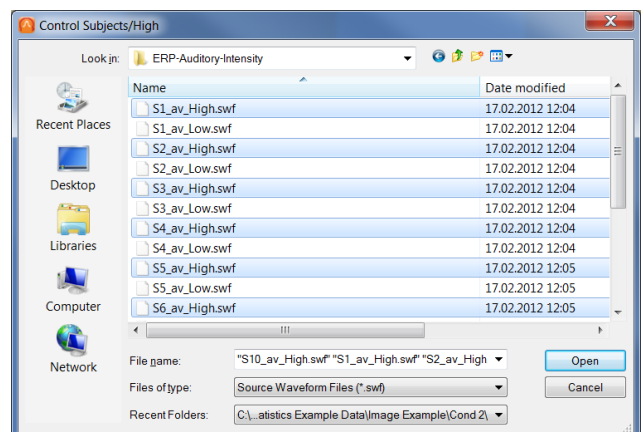 Control Subjects/High
Look in: ERP-Auditory-Intensity
Name Date modified
S1_av_High.swf 17.02.2012 12:04
S1_av_Low.swf 17.02.2012 12:04
S2_av_High.swf 17.02.2012 12:04
S2_av_Low.swf 17.02.2012 12:04
S3_av_High.swf 17.02.2012 12:04
S3_av_Low.swf 17.02.2012 12:04
S4_av_High.swf 17.02.2012 12:04
S4_av_Low.swf 17.02.2012 12:04
S5_av_High.swf 17.02.2012 12:05
S5_av_Low.swf 17.02.2012 12:05
S6_av_High.swf 17.02.2012 12:05
Recent Places
Desktop
Libraries
Computer
Network
File name: "S10_av_High.swf" "S1_av_High.swf" "S2_av_High Open
Files of type: Source Waveform Files (*.swf) Cancel
Recent Folders: C:\...atistics Example Data\Image Example\Cond 2\